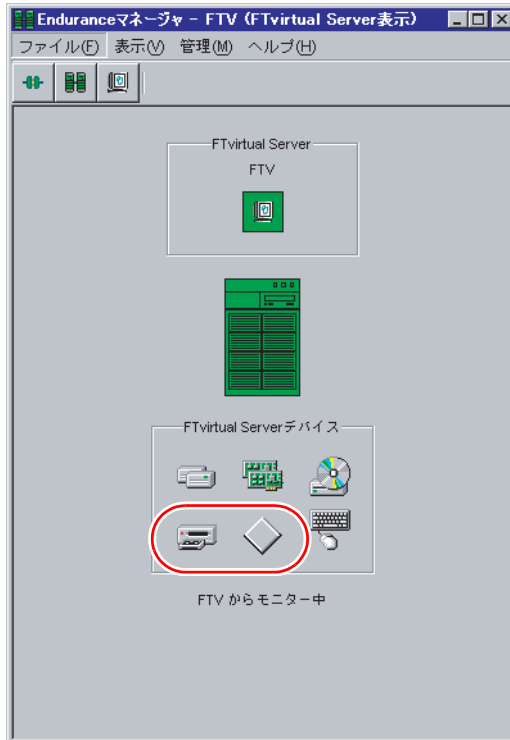 Enduranceマネージャ - FTV (FTvirtual Server表示)
ファイル(F) 表示(V) 管理(M) ヘルプ(H)
FTvirtual Server
FTV
FTvirtual Serverデバイス
FTV からモニター中